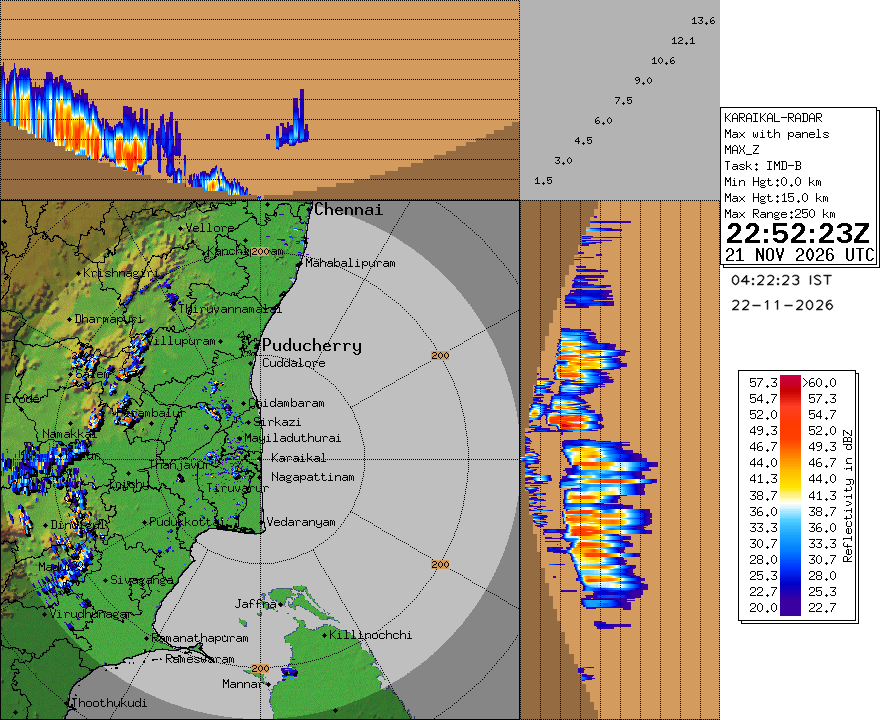 13.6
12.1
10.6
9.0
7.5
6.0
4.5
3.0
1.5
KARAIKAL-RADAR
Max with panels
MAX_Z
Task: IMD-B
Min Hgt:0.0 km
Max Hgt:15.0 km
Max Range:250 km
22:52:23Z
21 NOV 2026 UTC
04:22:23 IST
22-11-2026
57.3 >60.0
54.7 57.3
52.0 54.7
49.3 52.0
46.7 49.3
44.0 46.7
41.3 44.0
38.7 41.3
36.0 38.7
33.3 36.0
30.7 33.3
28.0 30.7
25.3 28.0
22.7 25.3
20.0 22.7
Reflectivity in dBZ
Chennai
Vellore
200
Mahabalipuram
Krishnagiri
Thiruvannamalai
Dharmapuri
Villupuram
Puducherry
200
Cuddalore
Salem
Erode
Chidambaram
Perambalur
Sirkazi
Namakkal
Mayiladuthurai
Karaikal
Thanjavur
Nagapattinam
Tiruvarur
Pudukkottai
Vedaranyam
200
Sivaganga
Jaffna
Virudhunagar
Killinochchi
Ramanathapuram
Rameswaram
200
Mannar
Thoothukudi